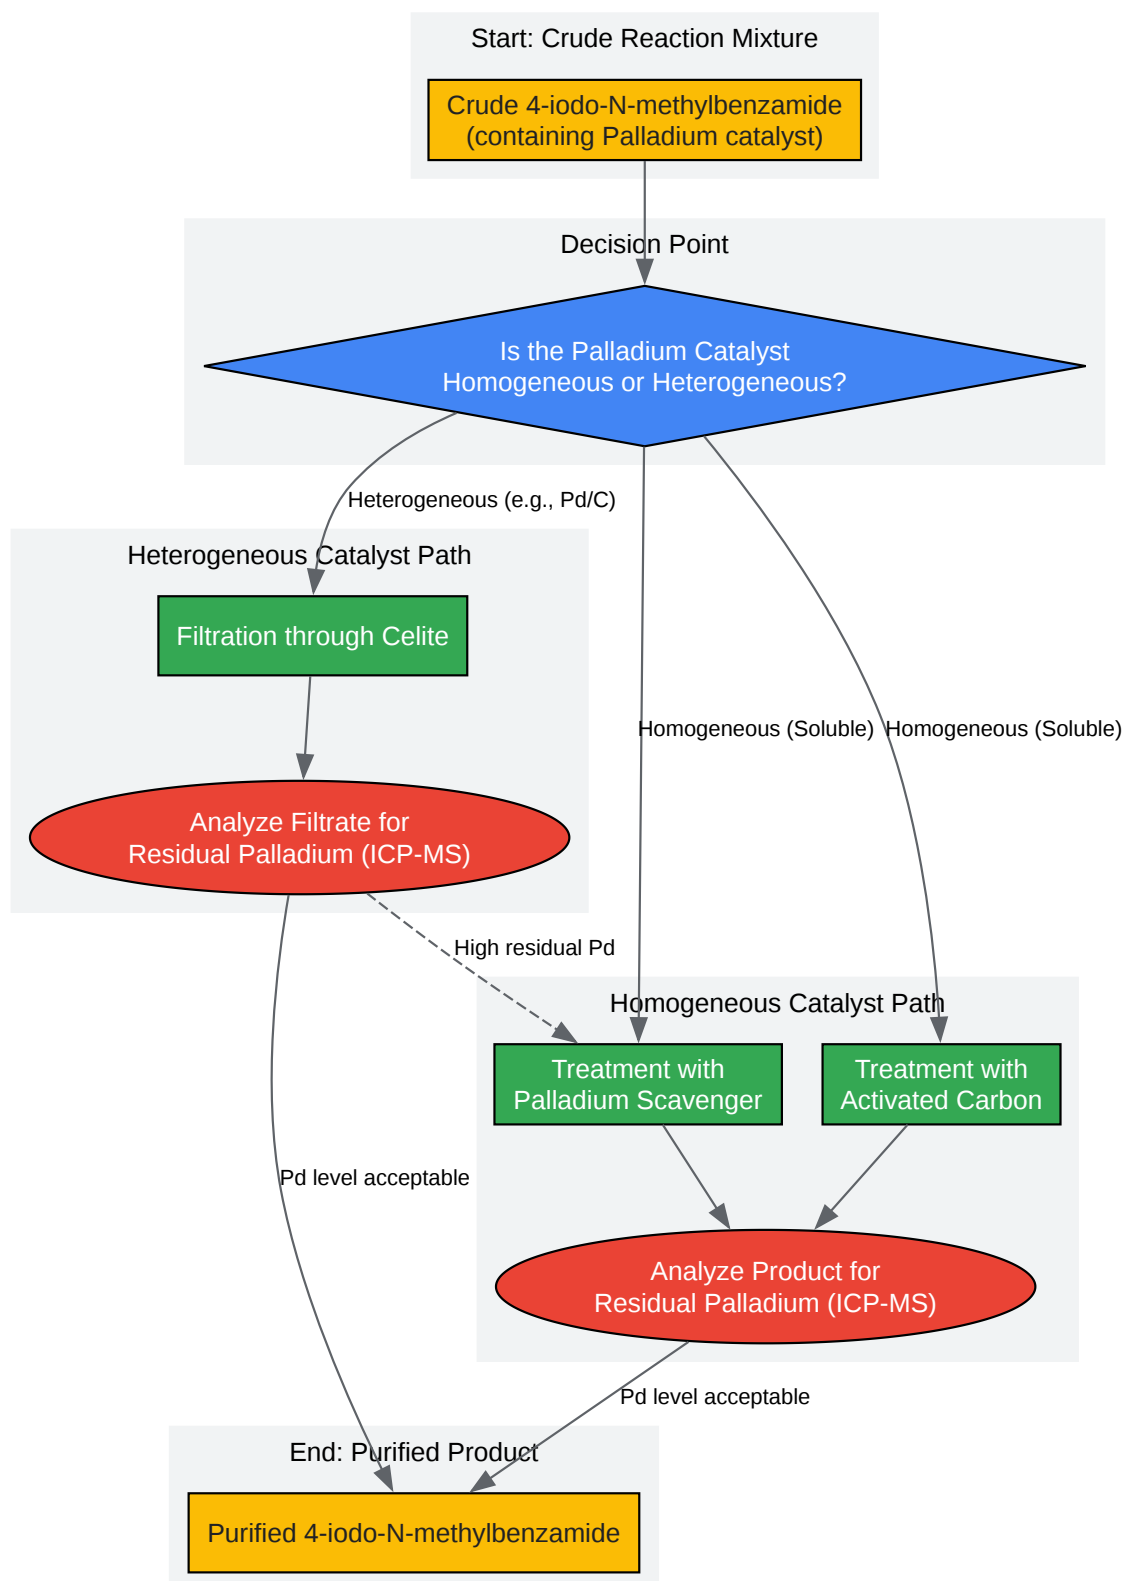 Start: Crude Reaction Mixture
Crude 4-iodo-N-methylbenzamide
(containing Palladium catalyst)
Decision Point
Is the Palladium Catalyst
Homogeneous or Heterogeneous?
Heterogeneous (e.g., Pd/C)
Heterogeneous Catalyst Path
Filtration through Celite
Homogeneous (Soluble)
Homogeneous (Soluble)
Analyze Filtrate for
Residual Palladium (ICP-MS)
High residual Pd
Homogeneous Catalyst Path
Treatment with
Palladium Scavenger
Treatment with
Activated Carbon
Pd level acceptable
Analyze Product for
Residual Palladium (ICP-MS)
Pd level acceptable
End: Purified Product
Purified 4-iodo-N-methylbenzamide